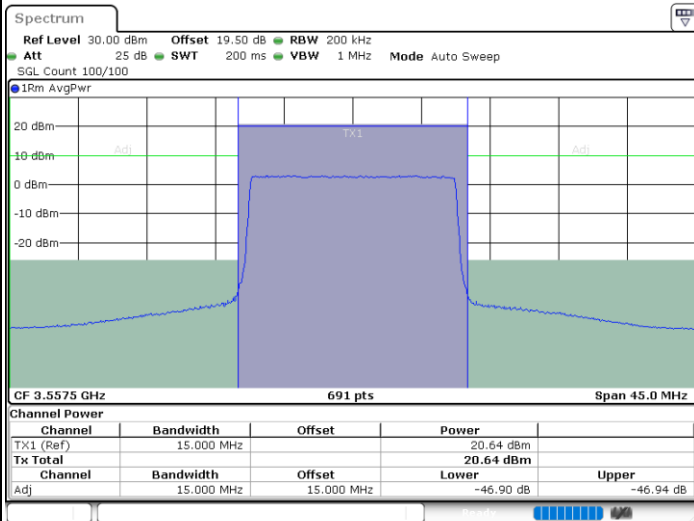 Spectrum
Ref Level 30.00 dBm Offset 19.50 dB RBW 200 kHz
Att 25 dB SWT 200 ms VBW 1 MHz Mode Auto Sweep
SGL Count 100/100
1Rm AvgPwr
20 dBm
TX1
Adj Adj
10 dBm
0 dBm
-10 dBm
-20 dBm
CF 3.5575 GHz 691 pts Span 45.0 MHz
Channel Power
Channel Bandwidth Offset Power
TX1 (Ref) 15.000 MHz 20.64 dBm
Tx Total 20.64 dBm
Channel Bandwidth Offset Lower Upper
Adj 15.000 MHz 15.000 MHz -46.90 dB -46.94 dB
Ready